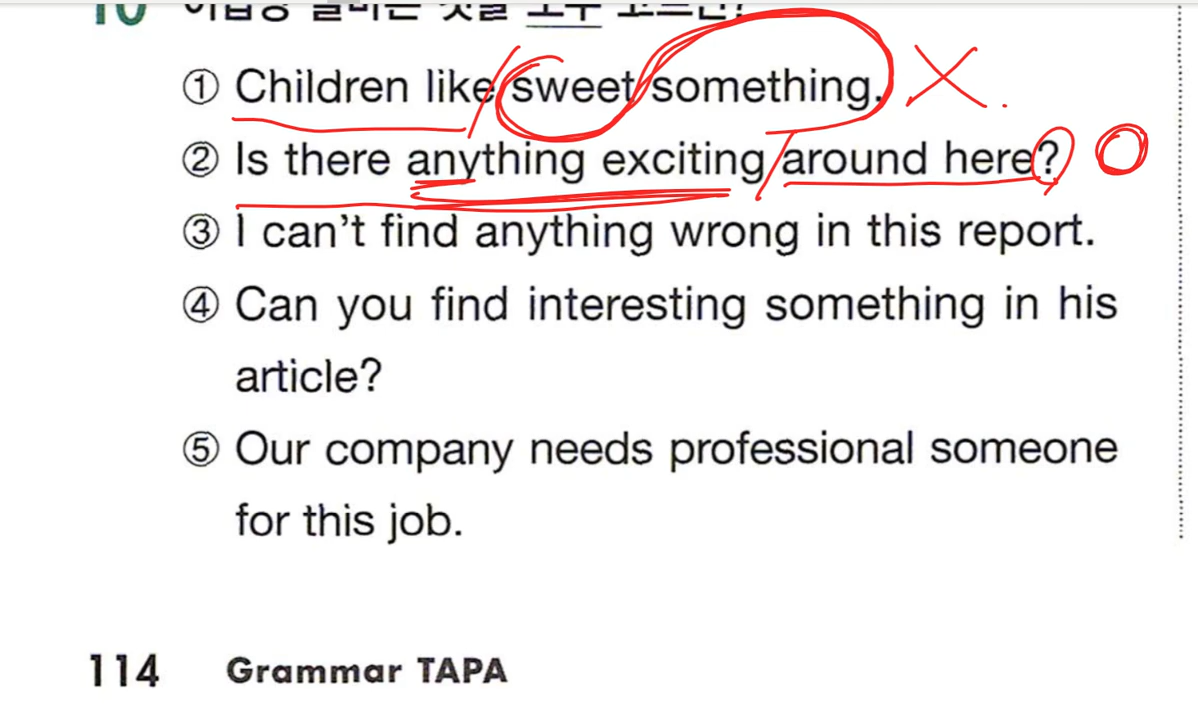 ① Children like sweet something.
② Is there anything exciting around here?
③ I can't find anything wrong in this report.
④ Can you find interesting something in his
article?
⑤ Our company needs professional someone
for this job.
114 Grammar TAPA